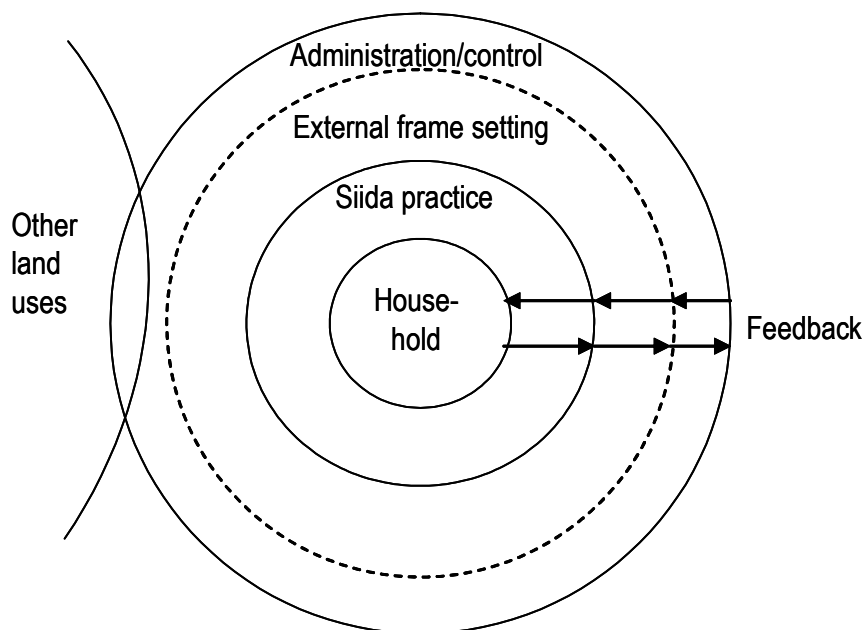 Administration/control
External frame setting
Siida practice
Other
land
uses
House-
hold
Feedback